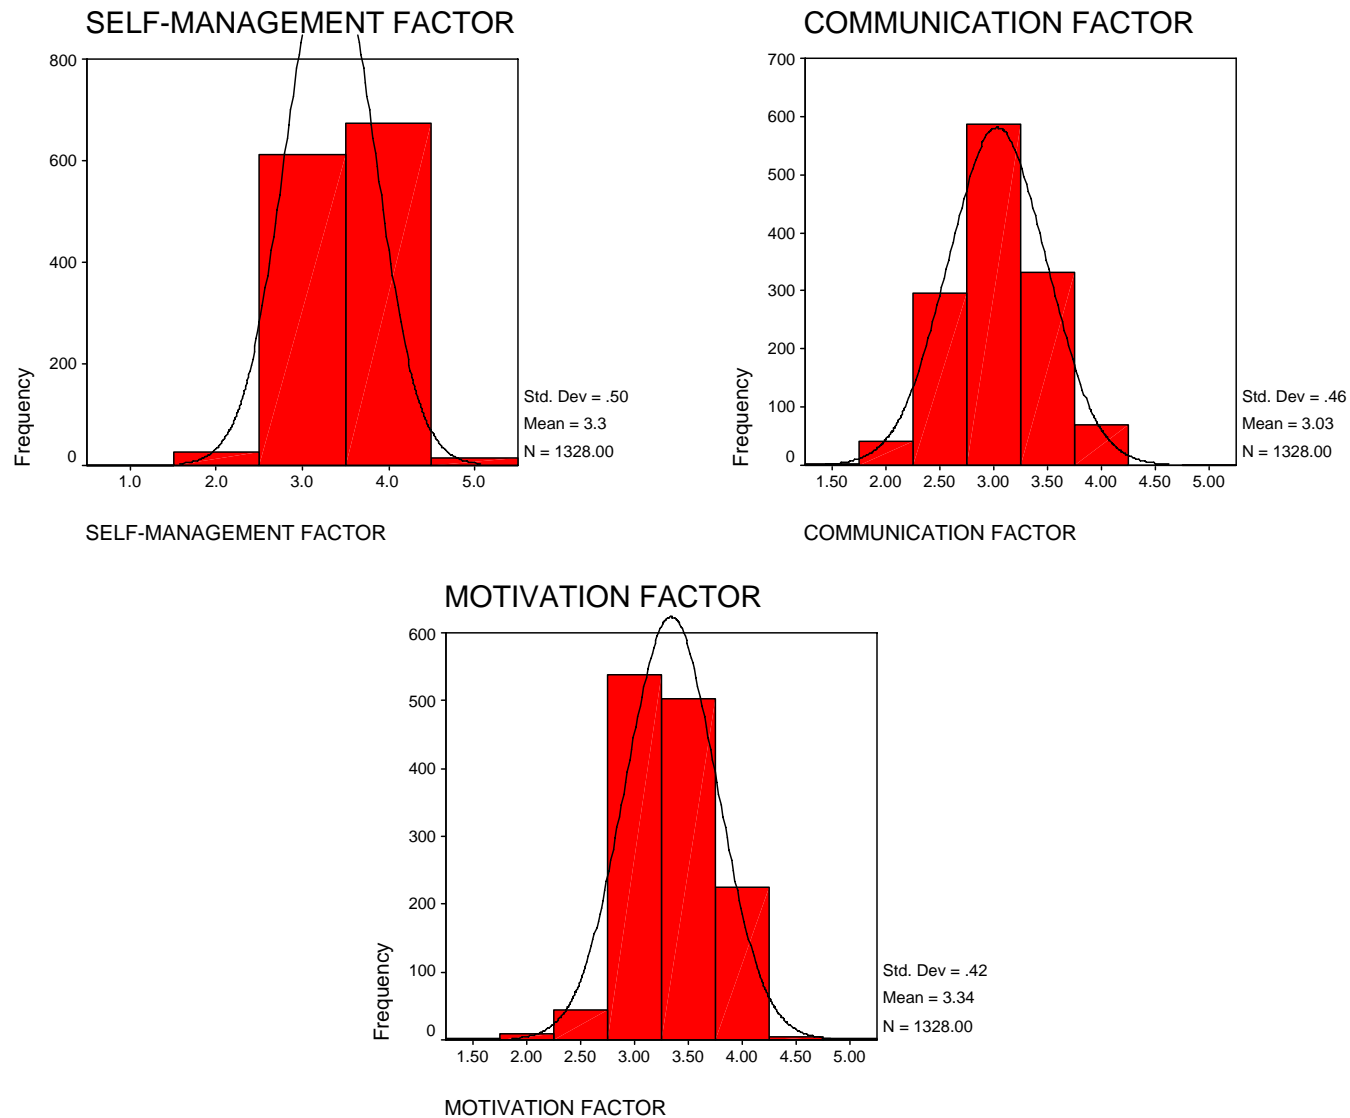 SELF-MANAGEMENT FACTOR
800
600
400
200
0
Frequency
1.0 2.0 3.0 4.0 5.0
Std. Dev = .50
Mean = 3.3
N = 1328.00
SELF-MANAGEMENT FACTOR
COMMUNICATION FACTOR
700
600
500
400
300
200
100
0
Frequency
1.50 2.00 2.50 3.00 3.50 4.00 4.50 5.00
Std. Dev = .46
Mean = 3.03
N = 1328.00
COMMUNICATION FACTOR
MOTIVATION FACTOR
600
500
400
300
200
100
0
Frequency
1.50 2.00 2.50 3.00 3.50 4.00 4.50 5.00
Std. Dev = .42
Mean = 3.34
N = 1328.00
MOTIVATION FACTOR